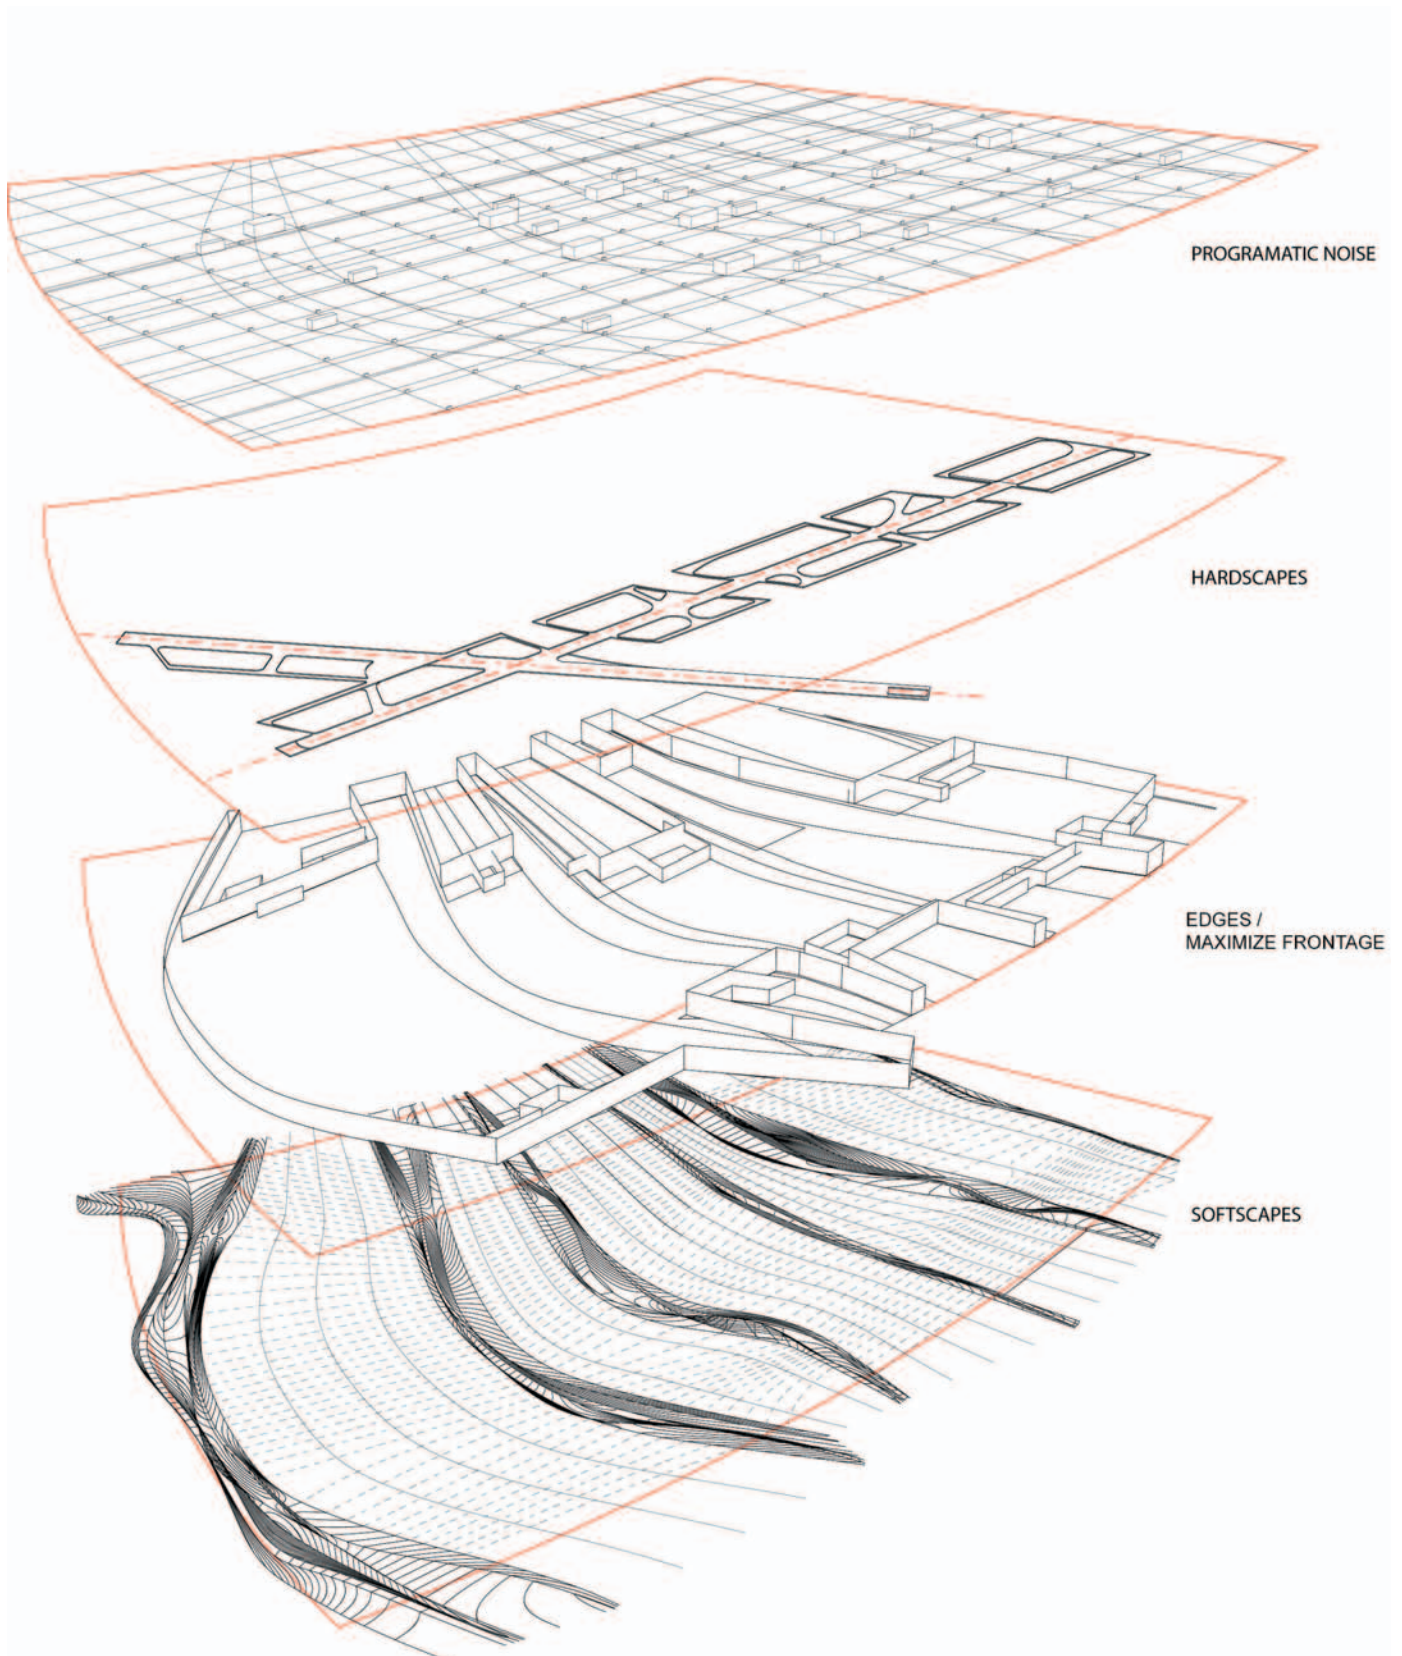 PROGRAMATIC NOISE
HARDSCAPES
EDGES /
MAXIMIZE FRONTAGE
SOFTSCAPES